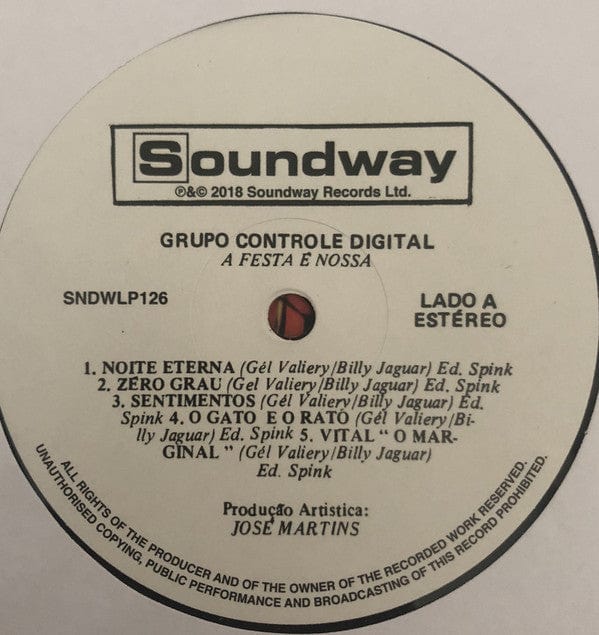 Soundway
℗&© 2018 Soundway Records Ltd.
GRUPO CONTROLE DIGITAL
A FESTA É NOSSA
SNDWLP126
LADO A
ESTÉREO
1. NOITE ETERNA (Gél Valiery/Billy Jaguar) Ed. Spink
2. ZÉRO GRAU (Gel Valiery/Billy Jaguar) Ed. Spink
3. SENTIMENTOS (Gél Valiery/Billy Jaguar) Ed.
Spink 4. O GATO E O RATO (Gél Valiery/Bi-
lly Jaguar) Ed. Spink 5. VITAL " O MAR-
GINAL " (Gél Valiery/Billy Jaguar)
Ed. Spink
Produção Artistica:
JOSÉ MARTINS
ALL RIGHTS OF THE PRODUCER AND OF THE OWNER OF THE RECORDED WORK RESERVED.
UNAUTHORISED COPYING, PUBLIC PERFORMANCE AND BROADCASTING OF THIS RECORD PROHIBITED.